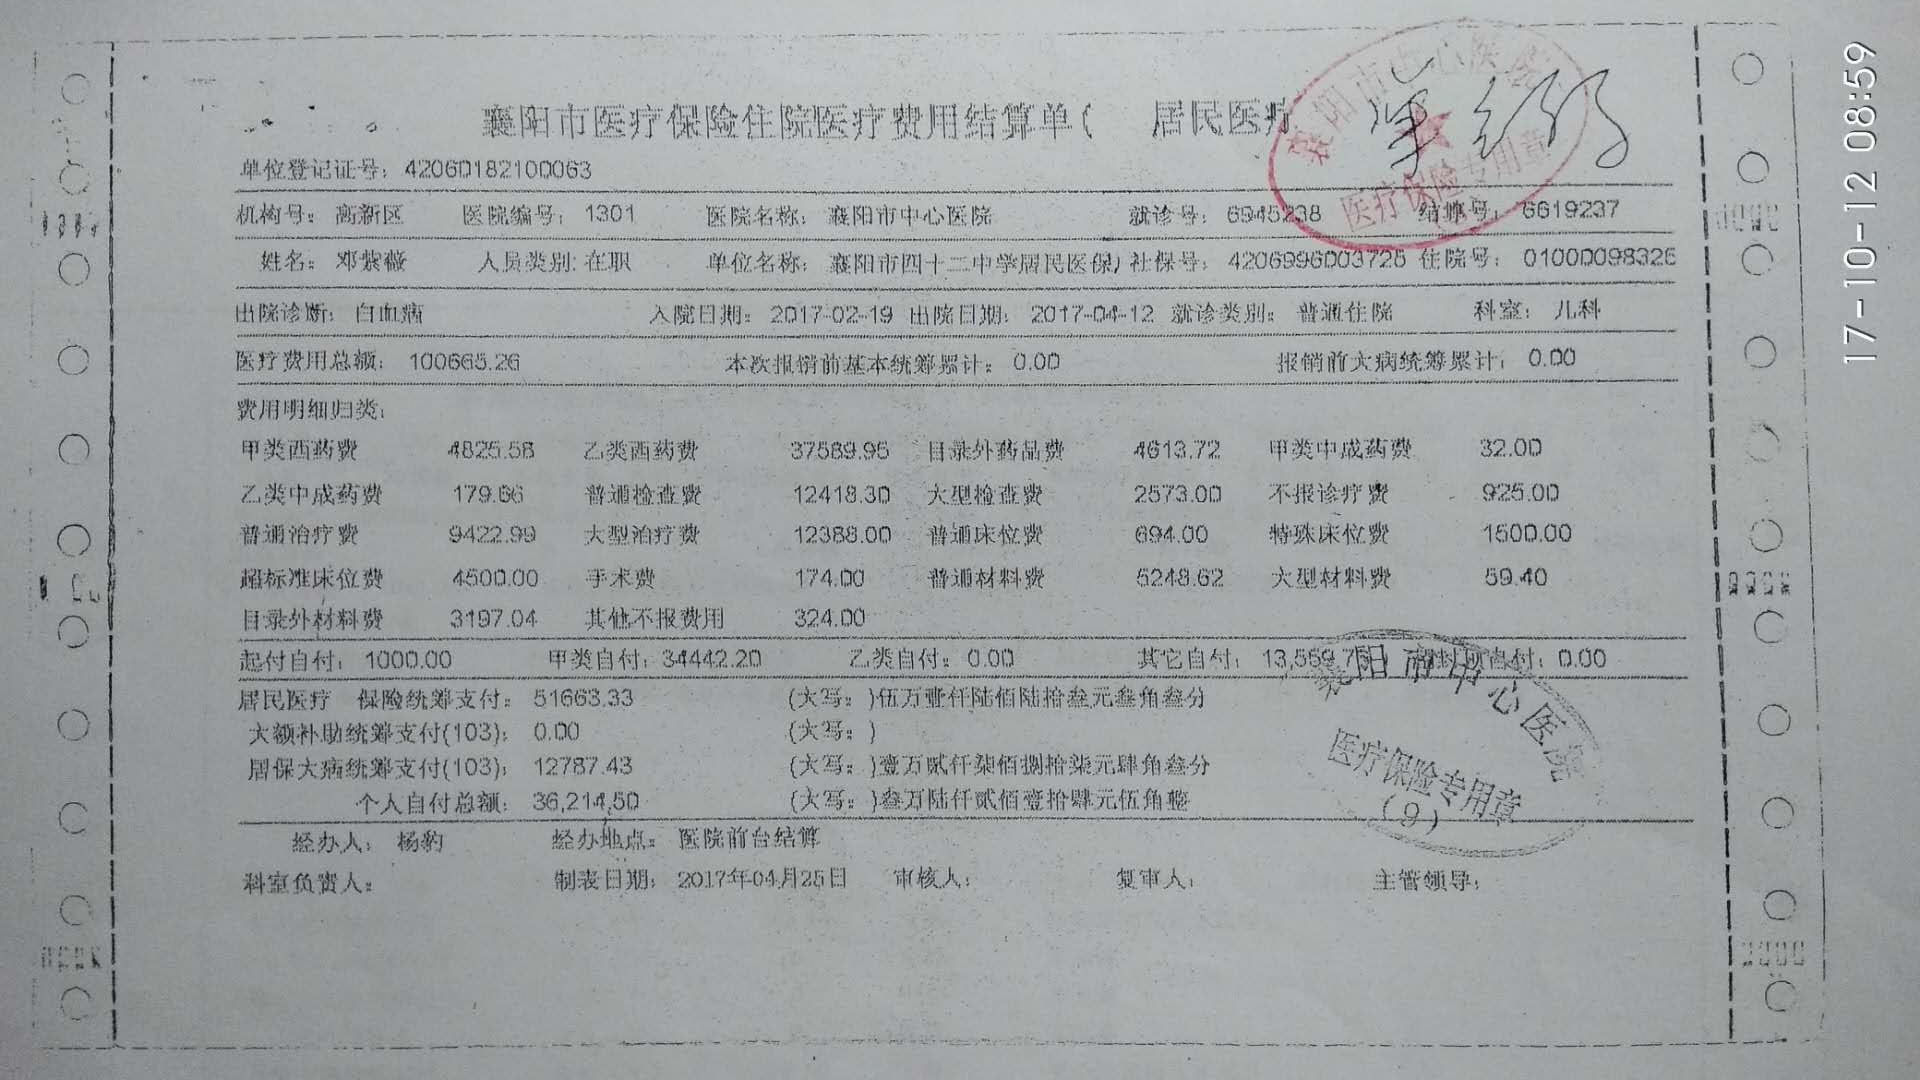 襄阳市医疗保险住院医疗费用结算单( 居民医疗
单位登记证号: 42060182100063
机构号: 高新区 医院编号: 1301 医院名称: 襄阳市中心医院 就诊号: 6945238 结算号: 6619237
姓名: 邓紫薇 人员类别: 在职 单位名称: 襄阳市四十二中学居民医保) 社保号: 4206996003725 住院号: 01000098326
出院诊断: 白血病 入院日期: 2017-02-19 出院日期: 2017-04-12 就诊类别: 普通住院 科室: 儿科
医疗费用总额: 100665.26 本次报销前基本统筹累计: 0.00 报销前大病统筹累计: 0.00
费用明细归类:
甲类西药费 4825.58 乙类西药费 37589.95 目录外药品费 4613.72 甲类中成药费 32.00
乙类中成药费 179.66 普通检查费 12418.30 大型检查费 2573.00 不报诊疗费 925.00
普通治疗费 9422.99 大型治疗费 12388.00 普通床位费 694.00 特殊床位费 1500.00
超标准床位费 4500.00 手术费 174.00 普通材料费 5248.62 大型材料费 59.40
目录外材料费 3197.04 其他不报费用 324.00
起付自付: 1000.00 甲类自付: 34442.20 乙类自付: 0.00 其它自付: 13,559.7 自付: 0.00
居民医疗 保险统筹支付: 51663.33 (大写: )伍万壹仟陆佰陆拾叁元叁角叁分
大额补助统筹支付(103): 0.00 (大写: )
居保大病统筹支付(103): 12787.43 (大写: )壹万贰仟柒佰捌拾柒元肆角叁分
个人自付总额: 36,214.50 (大写: )叁万陆仟贰佰壹拾肆元伍角整
经办人: 杨豹 经办地点: 医院前台结算
科室负责人: 制表日期: 2017年04月25日 审核人: 复审人: 主管领导:
襄阳市中心医院
医疗保险专用章
襄阳市中心医院
医疗保险专用章
(9)
17-10-12 08:59